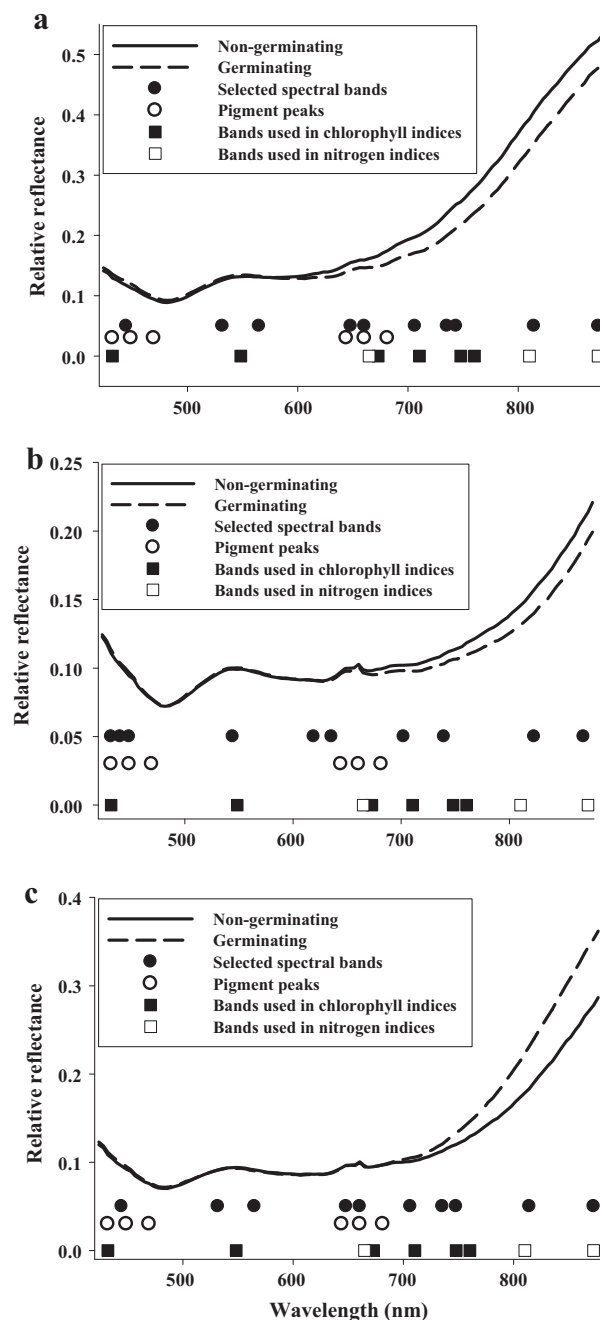 a
Non-germinating
Germinating
Selected spectral bands
Pigment peaks
Bands used in chlorophyll indices
Bands used in nitrogen indices
Relative reflectance
0.5
0.4
0.3
0.2
0.1
0.0
500 600 700 800
b
Non-germinating
Germinating
Selected spectral bands
Pigment peaks
Bands used in chlorophyll indices
Bands used in nitrogen indices
Relative reflectance
0.25
0.20
0.15
0.10
0.05
0.00
500 600 700 800
c
Non-germinating
Germinating
Selected spectral bands
Pigment peaks
Bands used in chlorophyll indices
Bands used in nitrogen indices
Relative reflectance
0.4
0.3
0.2
0.1
0.0
500 600 700 800
Wavelength (nm)